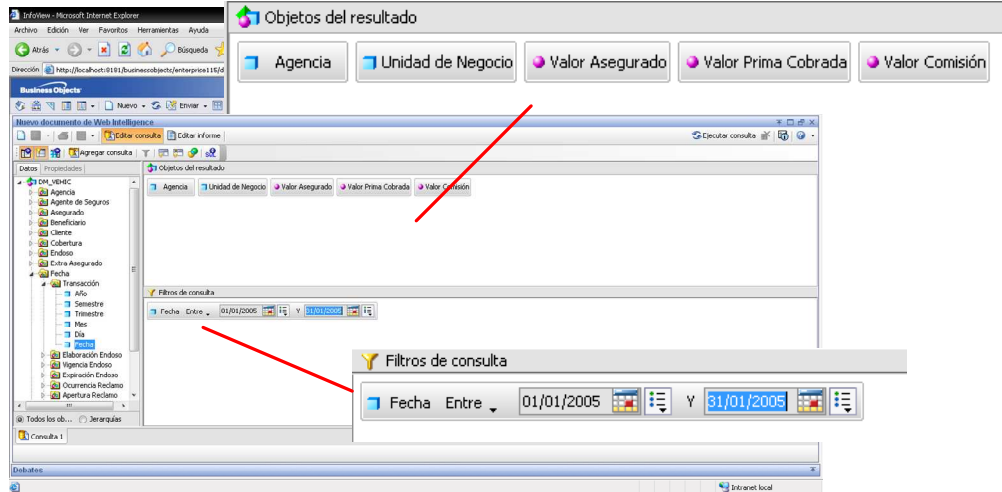 InfoView - Microsoft Internet Explorer
Archivo Edición Ver Favoritos Herramientas Ayuda
Atrás Búsqueda
Dirección http://localhost:8181/businessobjects/enterprise115/d
Business Objects
Nuevo Enviar
Objetos del resultado
Agencia Unidad de Negocio Valor Asegurado Valor Prima Cobrada Valor Comisión
Nuevo documento de Web Intelligence
Editar consulta Editar informe Ejecutar consulta
Agregar consulta
Datos Propiedades
Objetos del resultado
Agencia Unidad de Negocio Valor Asegurado Valor Prima Cobrada Valor Comisión
DM_VEHIC
Agencia
Agente de Seguros
Asegurado
Beneficiario
Cliente
Cobertura
Endoso
Extra Asegurado
Fecha
Transacción
Año
Semestre
Trimestre
Mes
Día
Fecha
Elaboración Endoso
Vigencia Endoso
Expiración Endoso
Ocurrencia Reclamo
Apertura Reclamo
Todos los ob... Jerarquías
Consulta 1
Filtros de consulta
Fecha Entre 01/01/2005 Y 31/01/2005
Filtros de consulta
Fecha Entre 01/01/2005 Y 31/01/2005
Debates
Intranet local